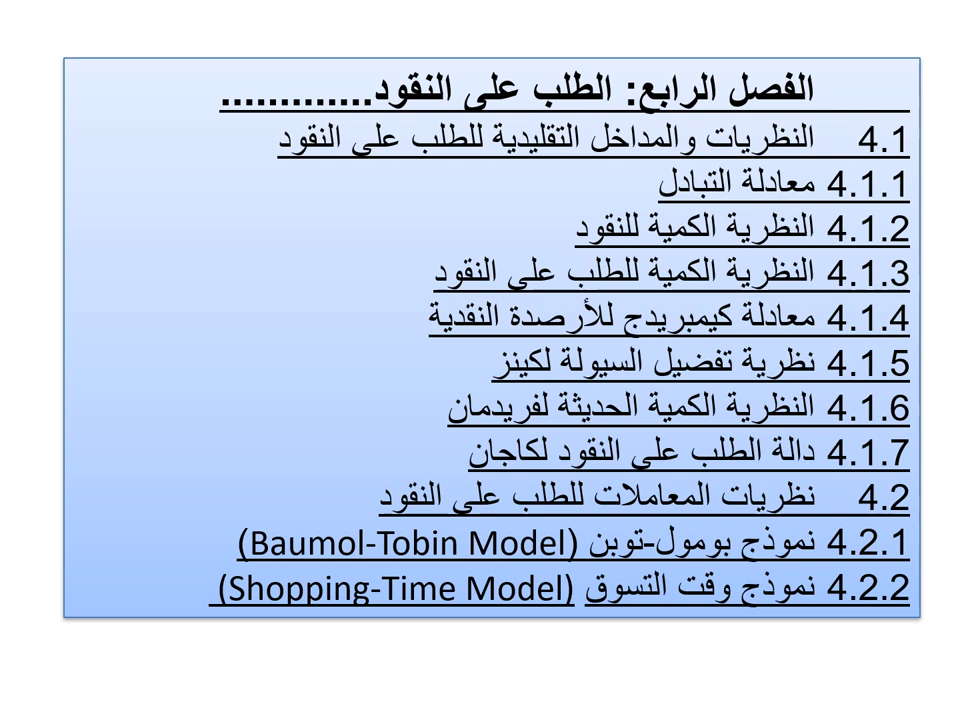 الفصل الرابع: الطلب على النقود.............
4.1 النظريات والمداخل التقليدية للطلب على النقود
4.1.1 معادلة التبادل
4.1.2 النظرية الكمية للنقود
4.1.3 النظرية الكمية للطلب على النقود
4.1.4 معادلة كيمبريدج للأرصدة النقدية
4.1.5 نظرية تفضيل السيولة لكينز
4.1.6 النظرية الكمية الحديثة لفريدمان
4.1.7 دالة الطلب على النقود لكاجان
4.2 نظريات المعاملات للطلب على النقود
4.2.1 نموذج بومول-توبن (Baumol-Tobin Model)
4.2.2 نموذج وقت التسوق (Shopping-Time Model)